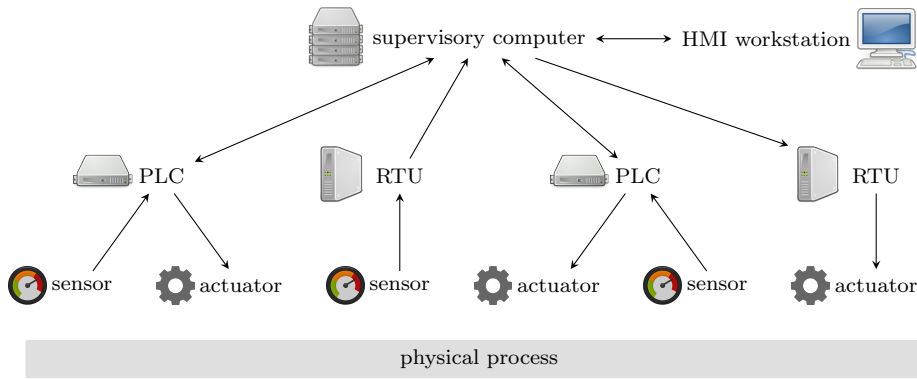 supervisory computer
HMI workstation
PLC
RTU
PLC
RTU
sensor
actuator
sensor
actuator
sensor
actuator
physical process